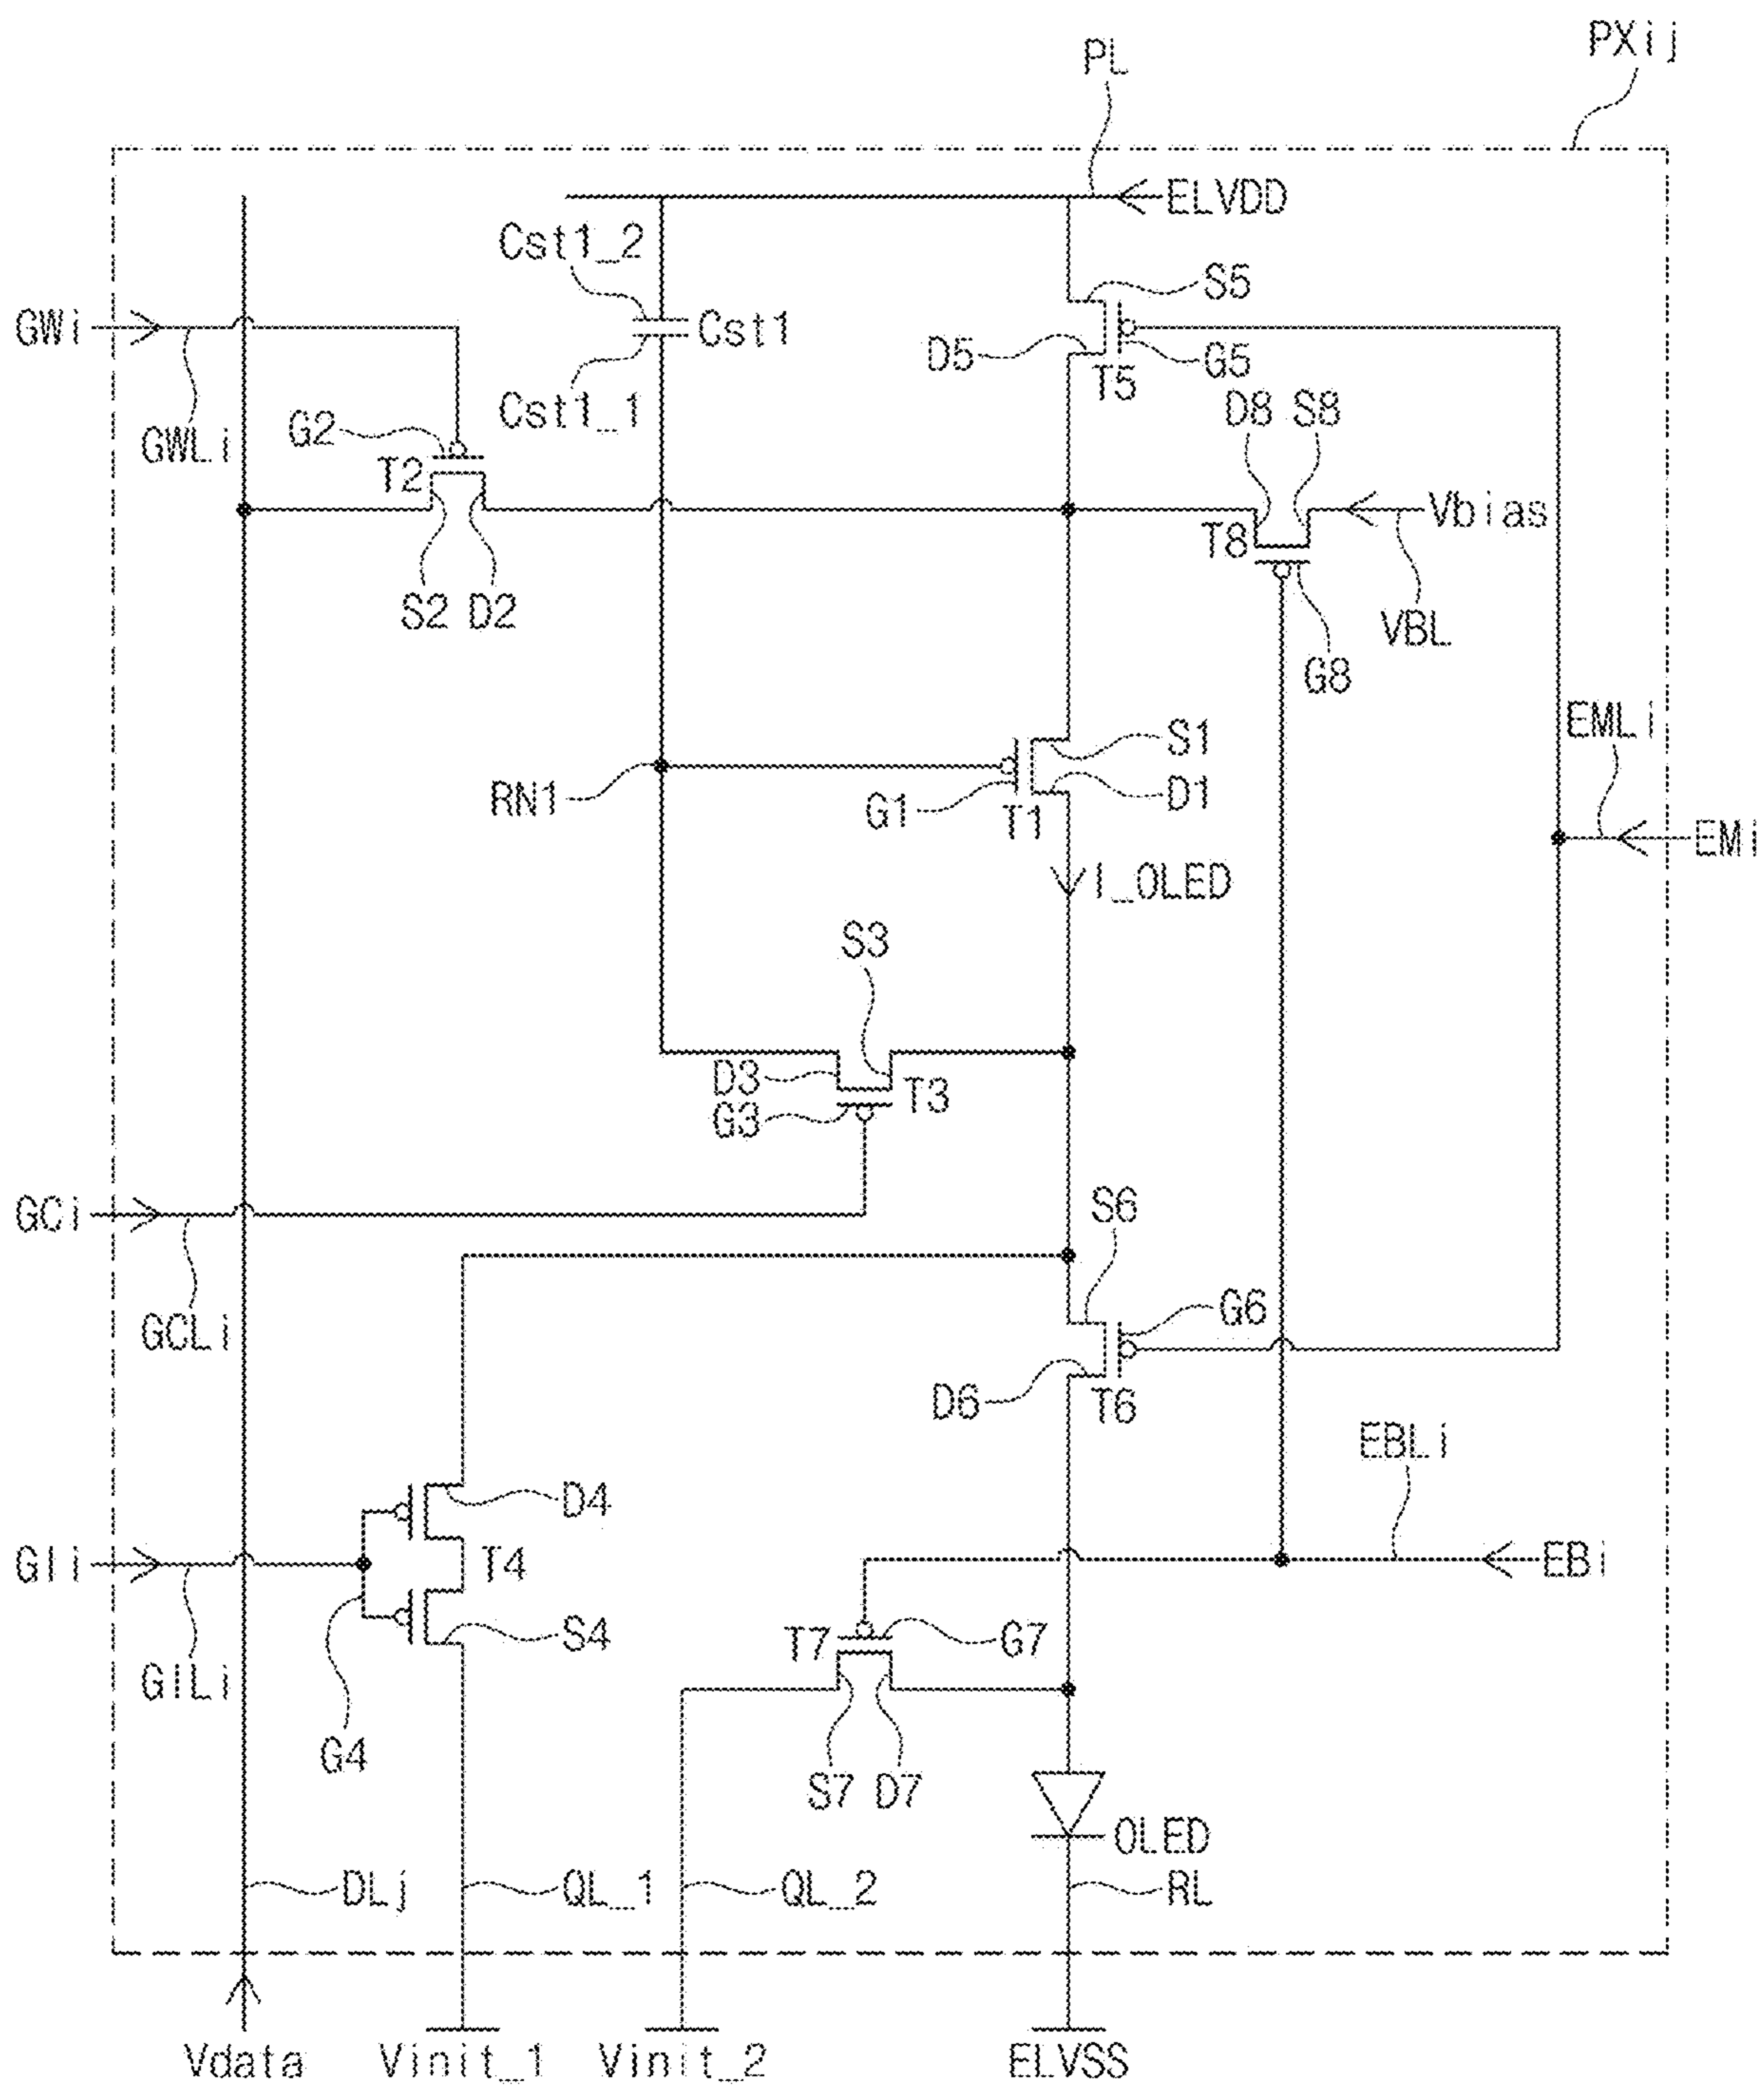 PXij
PL
ELVDD
Cst1_2
S5
GWi
Cst1
D5
G5
T5
Cst1_1
D8 S8
G2
GWLi
T2
Vbias
T8
S2 D2
VBL
G8
EMLi
S1
RN1
G1
D1
T1
EMi
I_OLED
S3
D3
T3
G3
GCi
S6
GCLi
G6
D6
T6
EBLi
D4
GIi
T4
EBi
S4
T7
G7
GILi
G4
S7 D7
OLED
DLj
QL_1
QL_2
RL
Vdata
Vinit_1
Vinit_2
ELVSS